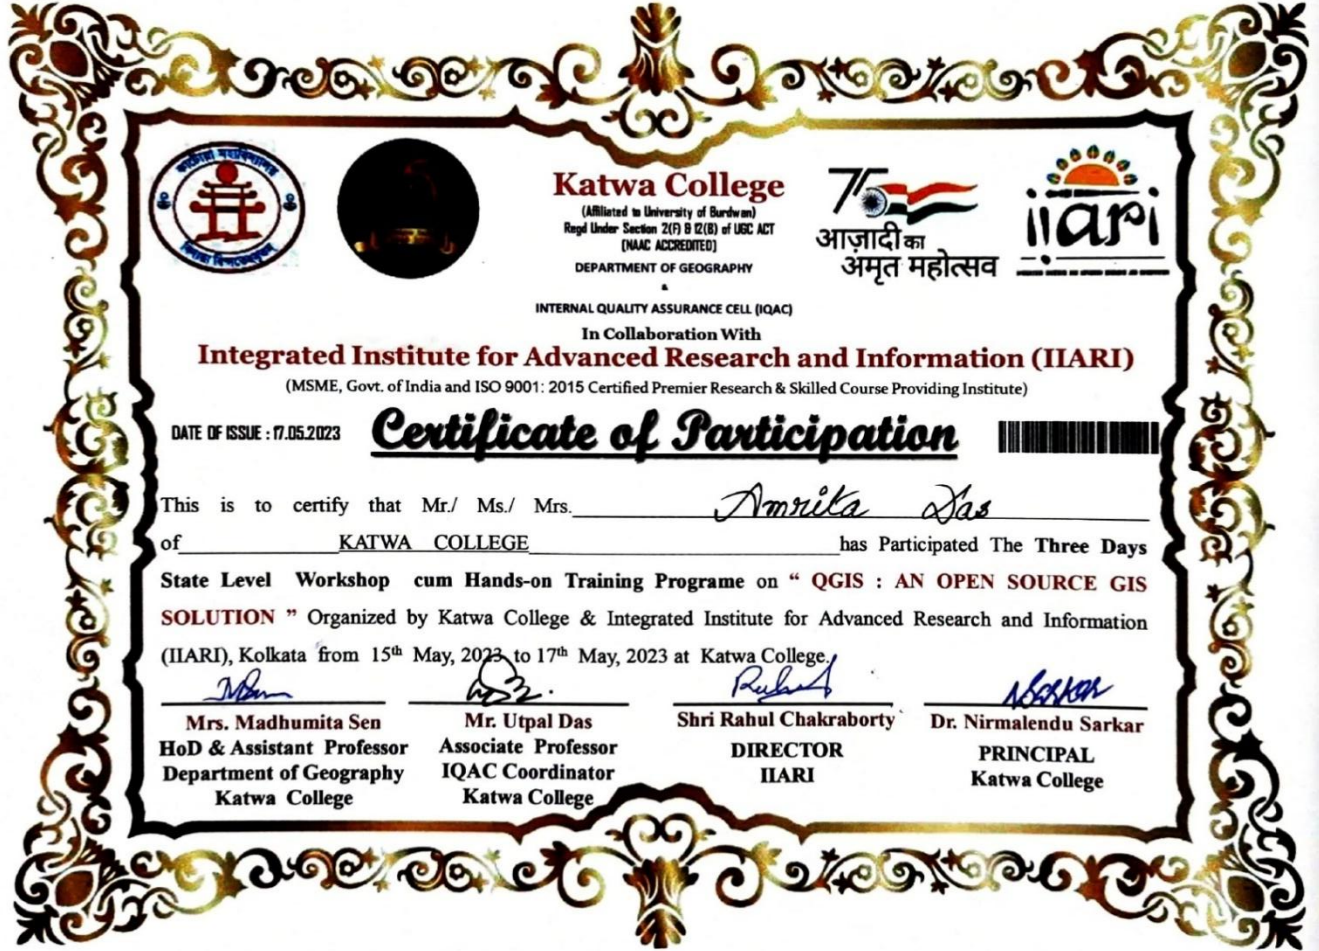 Katwa College
(Affiliated to University of Burdwan)
Regd Under Section 2(F) & 12(B) of UGC ACT
(NAAC ACCREDITED)
DEPARTMENT OF GEOGRAPHY
&
INTERNAL QUALITY ASSURANCE CELL (IQAC)
75
आज़ादी का
अमृत महोत्सव
iiari
In Collaboration With
Integrated Institute for Advanced Research and Information (IIARI)
(MSME, Govt. of India and ISO 9001: 2015 Certified Premier Research & Skilled Course Providing Institute)
DATE OF ISSUE : 17.05.2023 Certificate of Participation
This is to certify that Mr./ Ms./ Mrs. Amrita Das
of KATWA COLLEGE has Participated The Three Days
State Level Workshop cum Hands-on Training Programe on “ QGIS : AN OPEN SOURCE GIS
SOLUTION ” Organized by Katwa College & Integrated Institute for Advanced Research and Information
(IIARI), Kolkata from 15th May, 2023 to 17th May, 2023 at Katwa College.
Mrs. Madhumita Sen
HoD & Assistant Professor
Department of Geography
Katwa College
Mr. Utpal Das
Associate Professor
IQAC Coordinator
Katwa College
Shri Rahul Chakraborty
DIRECTOR
IIARI
Dr. Nirmalendu Sarkar
PRINCIPAL
Katwa College